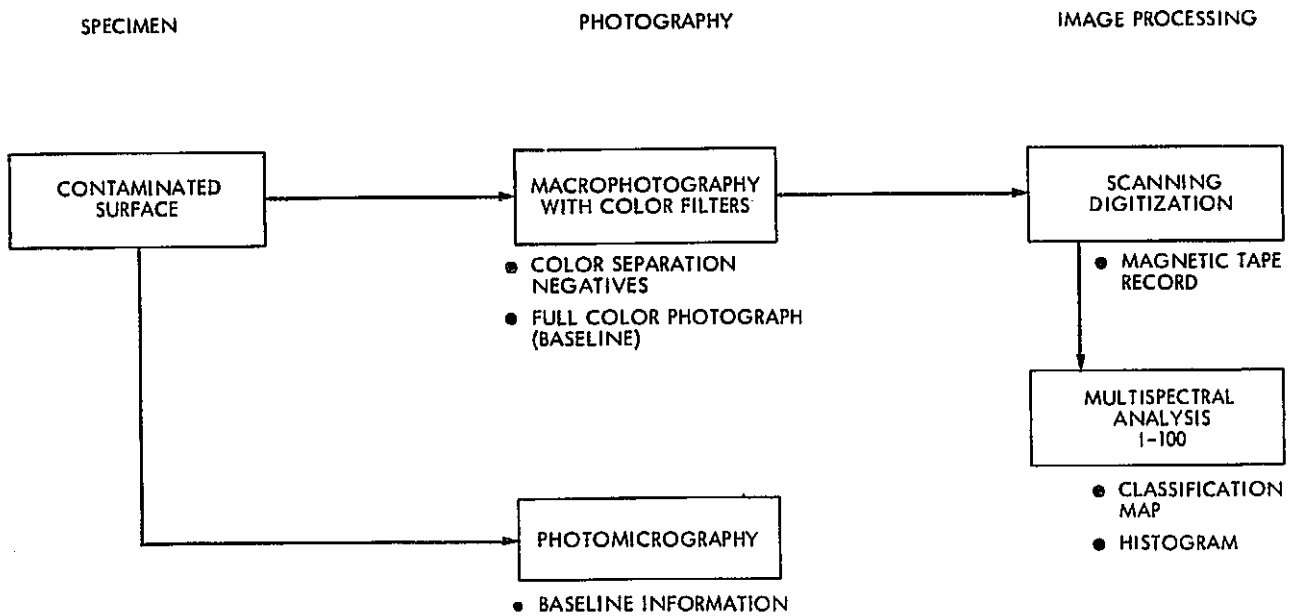 SPECIMEN
PHOTOGRAPHY
IMAGE PROCESSING
CONTAMINATED
SURFACE
MACROPHOTOGRAPHY
WITH COLOR FILTERS
• COLOR SEPARATION
NEGATIVES
• FULL COLOR PHOTOGRAPH
(BASELINE)
SCANNING
DIGITIZATION
• MAGNETIC TAPE
RECORD
MULTISPECTRAL
ANALYSIS
I-100
• CLASSIFICATION
MAP
• HISTOGRAM
PHOTOMICROGRAPHY
• BASELINE INFORMATION